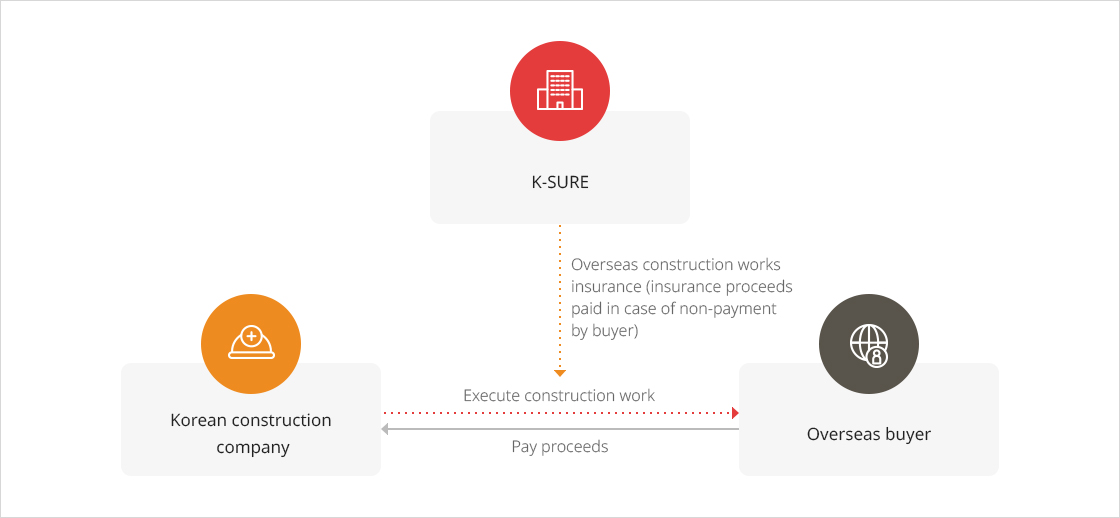 K-SURE
Overseas construction works
insurance (insurance proceeds
paid in case of non-payment
by buyer)
Execute construction work
Korean construction
company
Overseas buyer
Pay proceeds